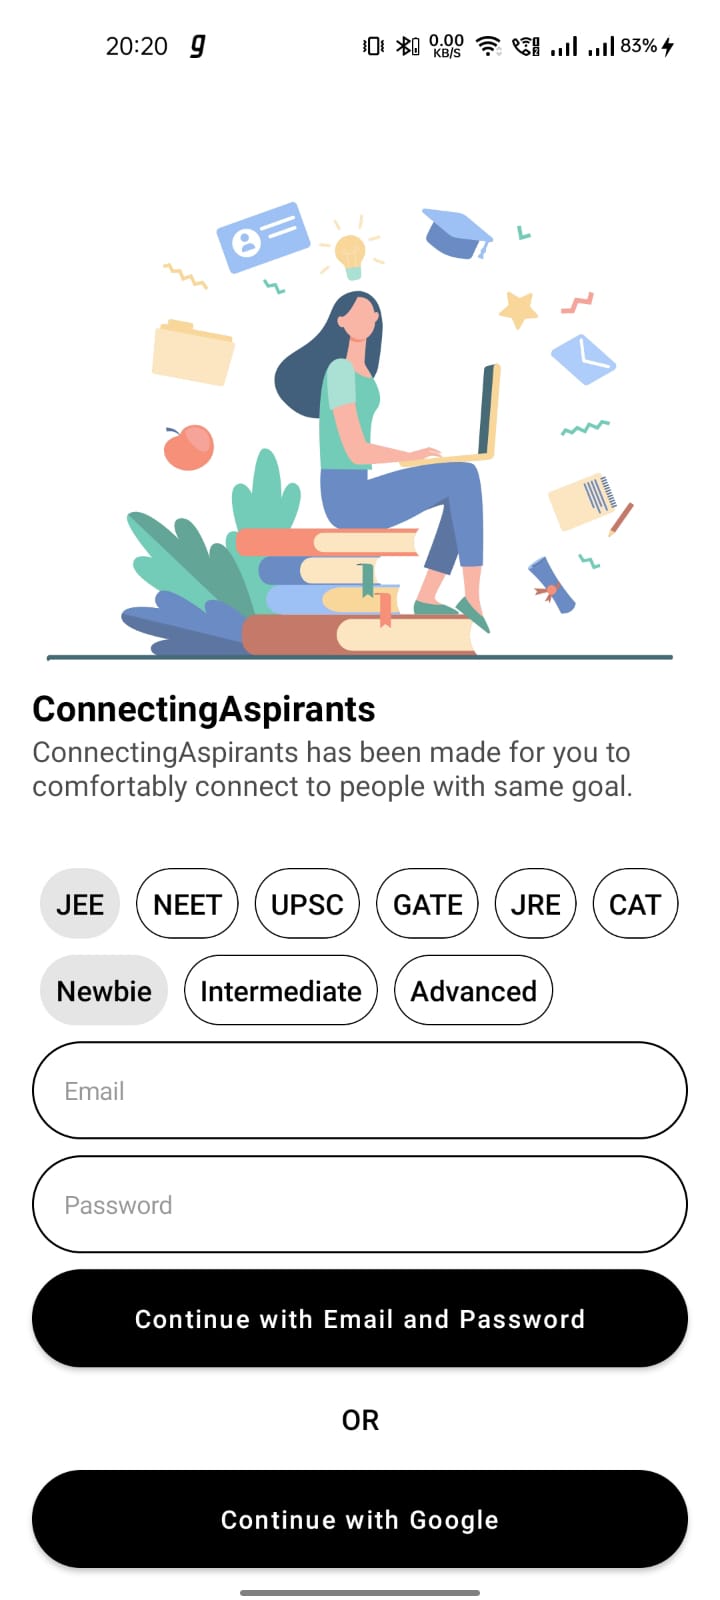 20:20 g 0.00 KB/S 83%
ConnectingAspirants
ConnectingAspirants has been made for you to
comfortably connect to people with same goal.
JEE NEET UPSC GATE JRE CAT
Newbie Intermediate Advanced
Email
Password
Continue with Email and Password
OR
Continue with Google